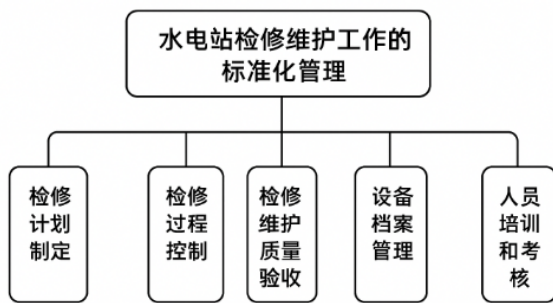 水电站检修维护工作的
标准化管理
检修
计划
制定
检修
过程
控制
检修
维护
质量
验收
设备
档案
管理
人员
培训
和考
核